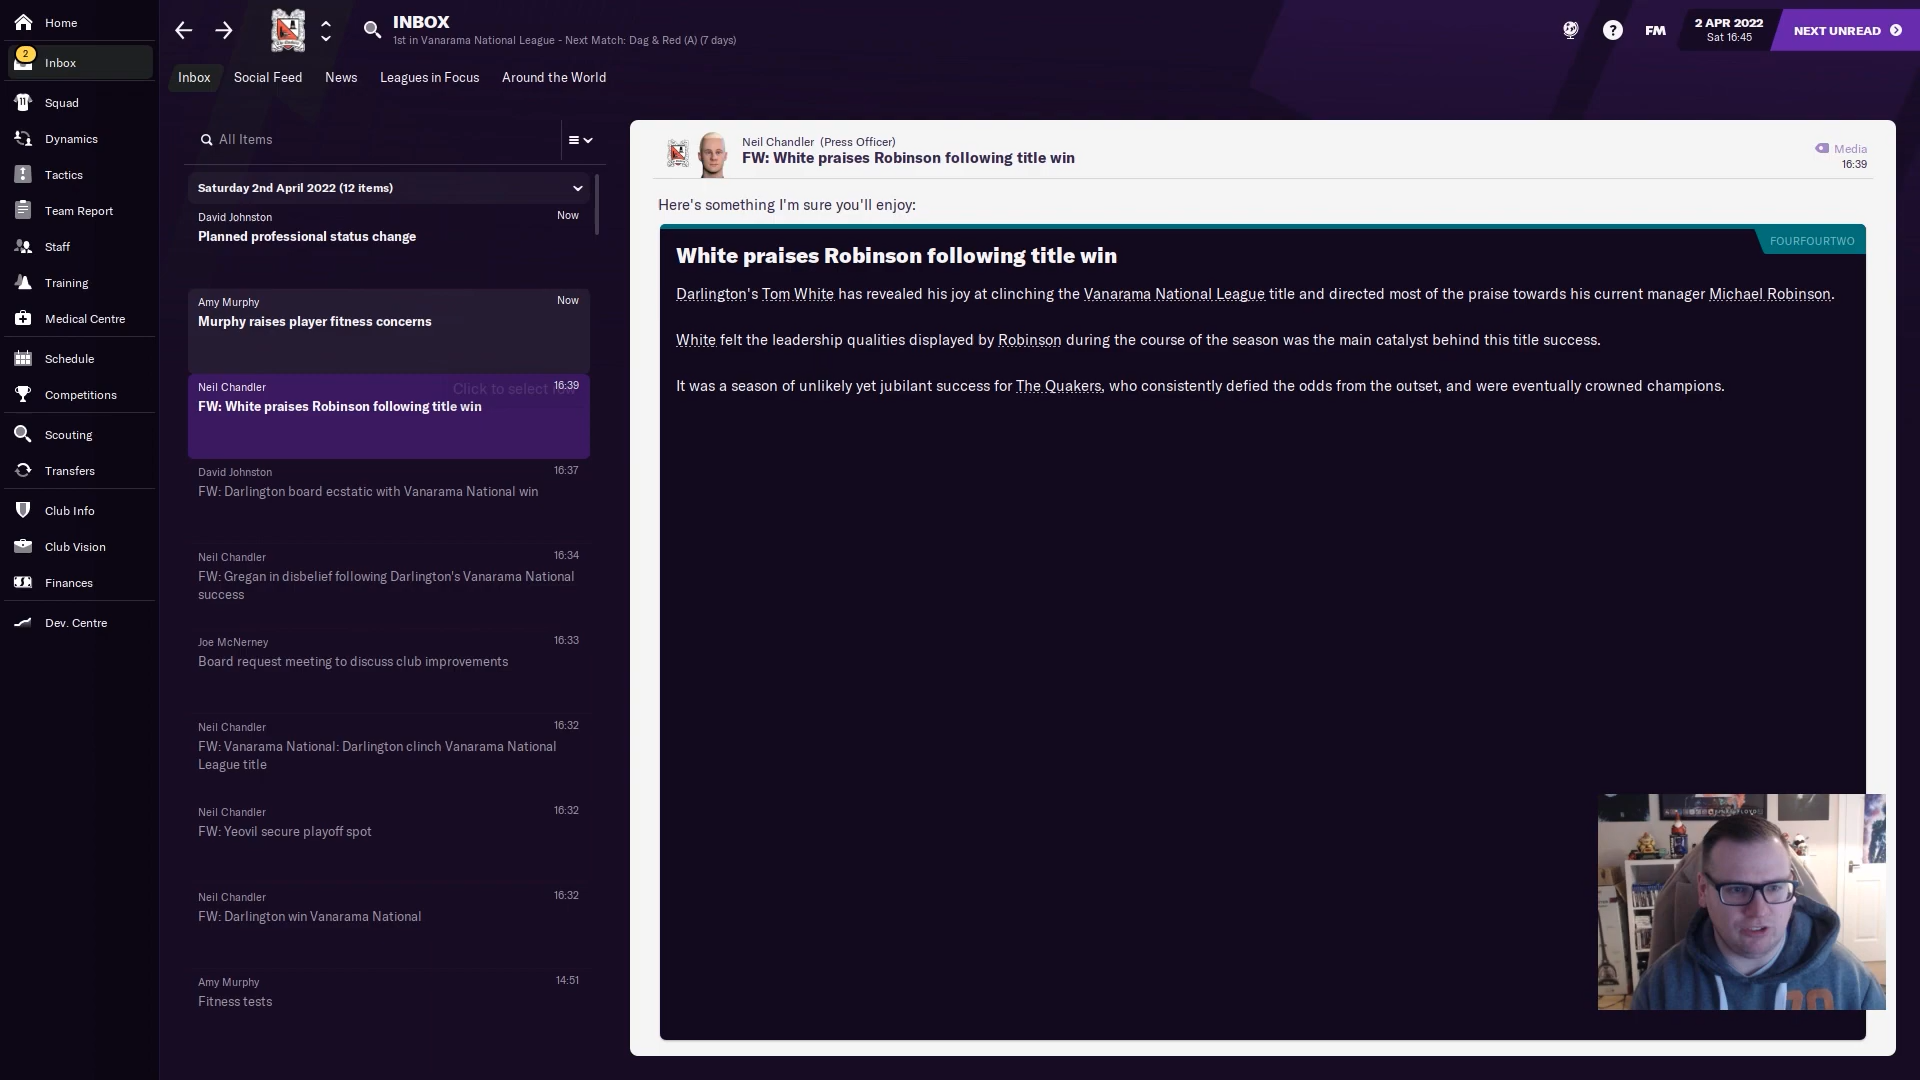 Home
2
Inbox
Squad
Dynamics
Tactics
Team Report
Staff
Training
Medical Centre
Schedule
Competitions
Scouting
Transfers
Club Info
Club Vision
Finances
Dev. Centre
INBOX
1st in Vanarama National League - Next Match: Dag & Red (A) (7 days)
FM
2 APR 2022
Sat 16:45
NEXT UNREAD
Inbox Social Feed News Leagues in Focus Around the World
All Items
Saturday 2nd April 2022 (12 items)
David Johnston Now
Planned professional status change
Amy Murphy Now
Murphy raises player fitness concerns
Neil Chandler 16:39
Click to select row
FW: White praises Robinson following title win
David Johnston 16:37
FW: Darlington board ecstatic with Vanarama National win
Neil Chandler 16:34
FW: Gregan in disbelief following Darlington's Vanarama National
success
Joe McNerney 16:33
Board request meeting to discuss club improvements
Neil Chandler 16:32
FW: Vanarama National: Darlington clinch Vanarama National
League title
Neil Chandler 16:32
FW: Yeovil secure playoff spot
Neil Chandler 16:32
FW: Darlington win Vanarama National
Amy Murphy 14:51
Fitness tests
Neil Chandler (Press Officer)
FW: White praises Robinson following title win
Media
16:39
Here's something I'm sure you'll enjoy:
FOURFOURTWO
White praises Robinson following title win
Darlington's Tom White has revealed his joy at clinching the Vanarama National League title and directed most of the praise towards his current manager Michael Robinson.
White felt the leadership qualities displayed by Robinson during the course of the season was the main catalyst behind this title success.
It was a season of unlikely yet jubilant success for The Quakers, who consistently defied the odds from the outset, and were eventually crowned champions.